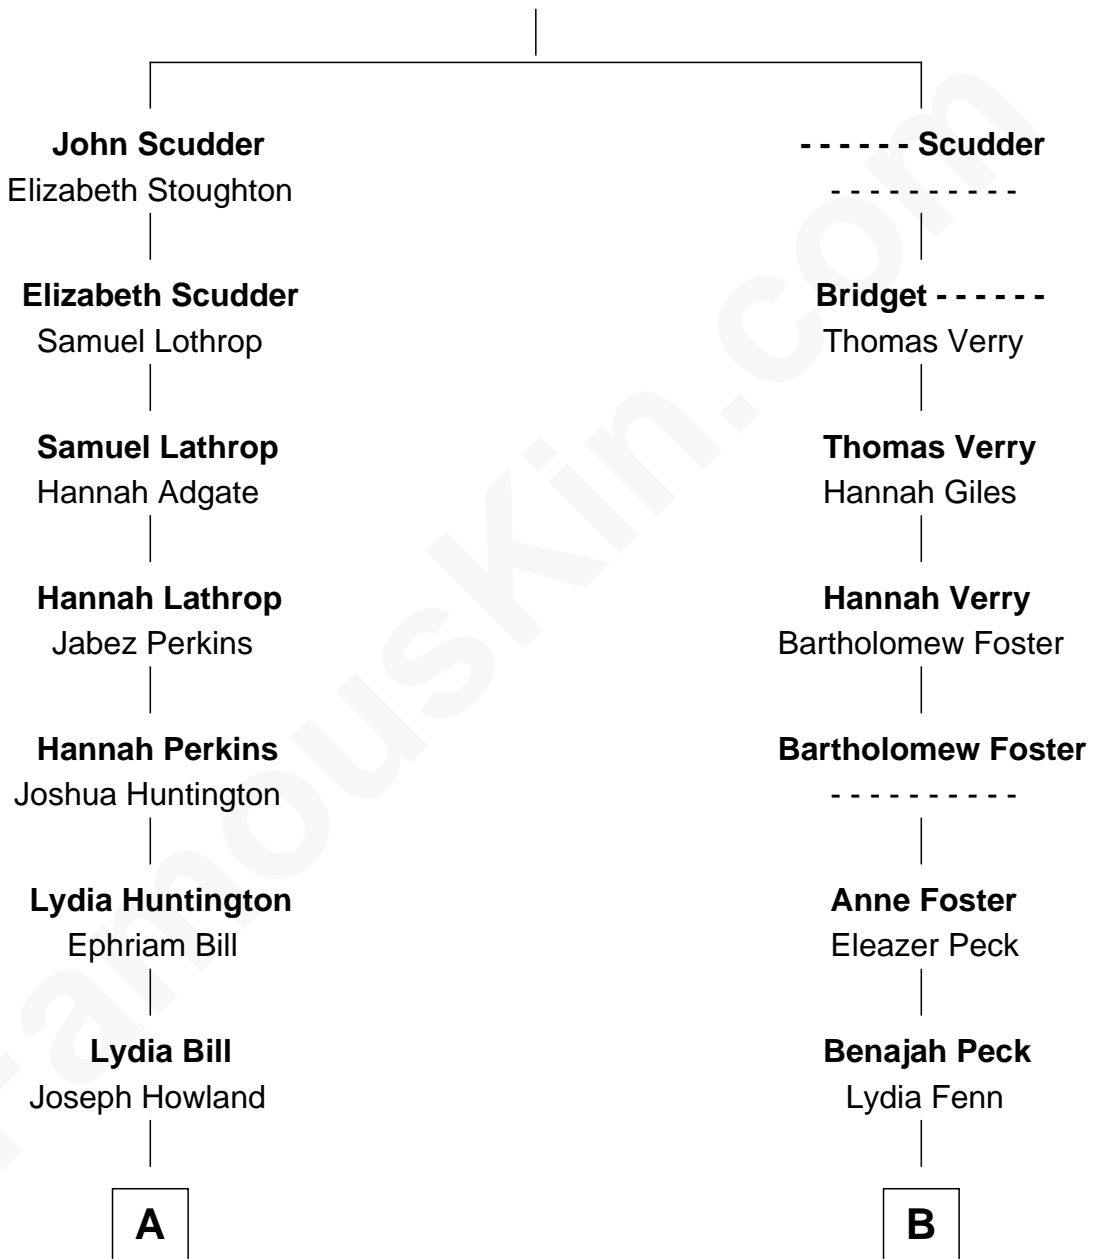 John Scudder
Elizabeth Stoughton
Elizabeth Scudder
Samuel Lothrop
Samuel Lathrop
Hannah Adgate
Hannah Lathrop
Jabez Perkins
Hannah Perkins
Joshua Huntington
Lydia Huntington
Ephriam Bill
Lydia Bill
Joseph Howland
A
- - - - - - Scudder
- - - - - - - - - -
Bridget - - - - - -
Thomas Verry
Thomas Verry
Hannah Giles
Hannah Verry
Bartholomew Foster
Bartholomew Foster
- - - - - - - - - -
Anne Foster
Eleazer Peck
Benajah Peck
Lydia Fenn
B
FamousKin.com